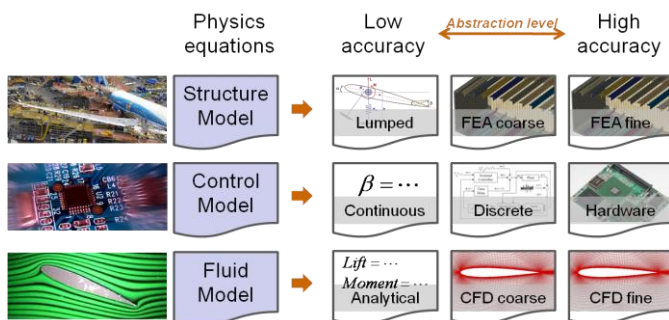 Physics
equations
Low
accuracy
Abstraction level
High
accuracy
Structure
Model
Lumped
FEA coarse
FEA fine
Control
Model
β = ···
Continuous
Discrete
Hardware
Fluid
Model
Lift = ···
Moment = ···
Analytical
CFD coarse
CFD fine